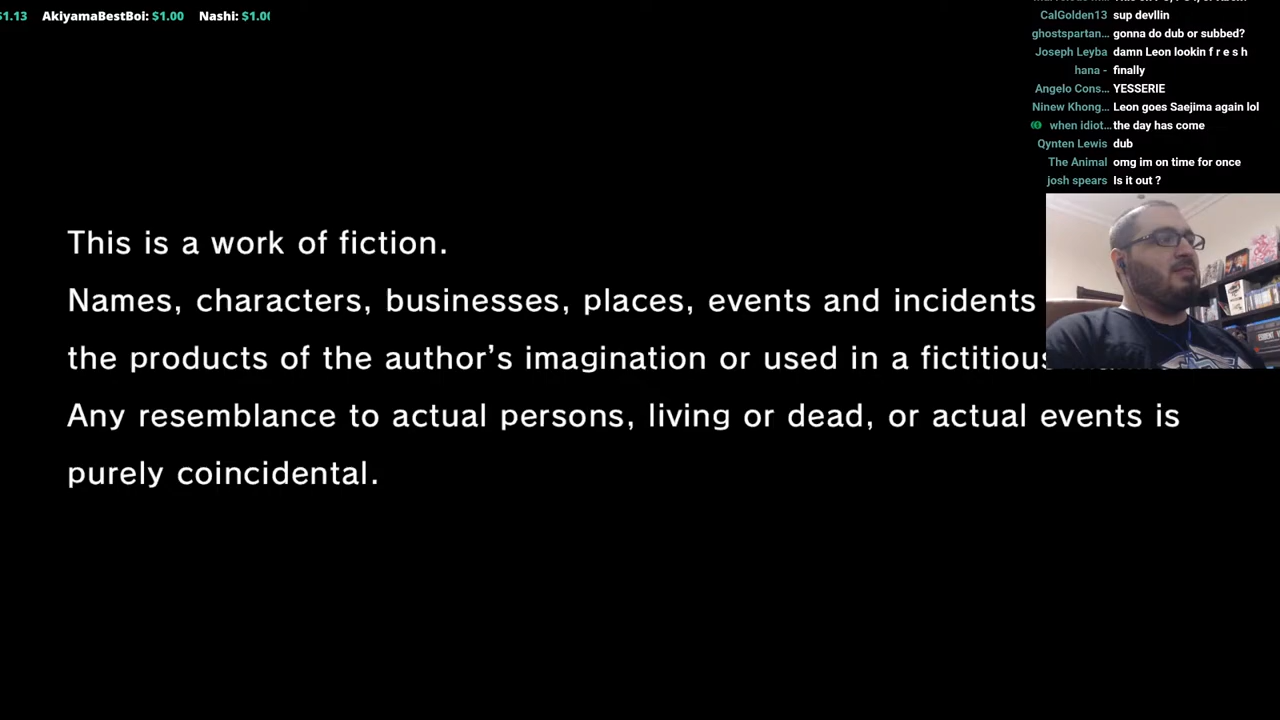 $1.13 AkiyamaBestBoi: $1.00 Nashi:
CalGolden13 sup devllin
ghostspartan… gonna do dub or subbed?
Joseph Leyba damn Leon lookin f r e s h
hana - finally
Angelo Cons… YESSERIE
Ninew Khong… Leon goes Saejima again lol
when idiot… the day has come
Qynten Lewis dub
The Animal omg im on time for once
josh spears Is it out ?
This is a work of fiction.
Names, characters, businesses, places, events and incidents
the products of the author's imagination or used in a
Any resemblance to actual persons, living or dead, or actual events is
purely coincidental.